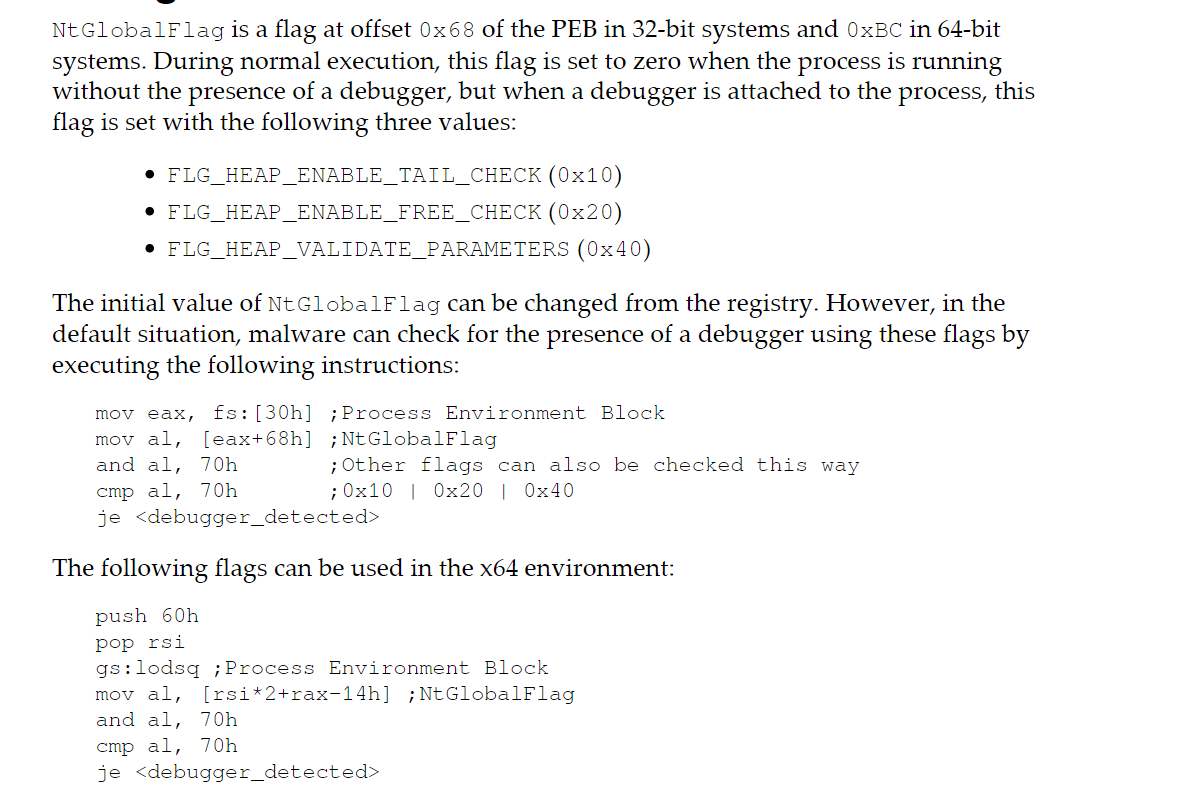 NtGlobalFlag is a flag at offset 0x68 of the PEB in 32-bit systems and 0xBC in 64-bit
systems. During normal execution, this flag is set to zero when the process is running
without the presence of a debugger, but when a debugger is attached to the process, this
flag is set with the following three values:
• FLG_HEAP_ENABLE_TAIL_CHECK (0x10)
• FLG_HEAP_ENABLE_FREE_CHECK (0x20)
• FLG_HEAP_VALIDATE_PARAMETERS (0x40)
The initial value of NtGlobalFlag can be changed from the registry. However, in the
default situation, malware can check for the presence of a debugger using these flags by
executing the following instructions:
mov eax, fs:[30h] ;Process Environment Block
mov al, [eax+68h] ;NtGlobalFlag
and al, 70h ;Other flags can also be checked this way
cmp al, 70h ;0x10 | 0x20 | 0x40
je <debugger_detected>
The following flags can be used in the x64 environment:
push 60h
pop rsi
gs:lodsq ;Process Environment Block
mov al, [rsi*2+rax-14h] ;NtGlobalFlag
and al, 70h
cmp al, 70h
je <debugger_detected>